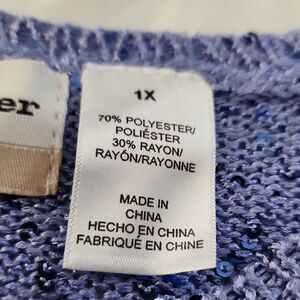 er
1X
70% POLYESTER/
POLIÉSTER
30% RAYON/
RAYÓN/RAYONNE
MADE IN
CHINA
HECHO EN CHINA
FABRIQUÉ EN CHINE